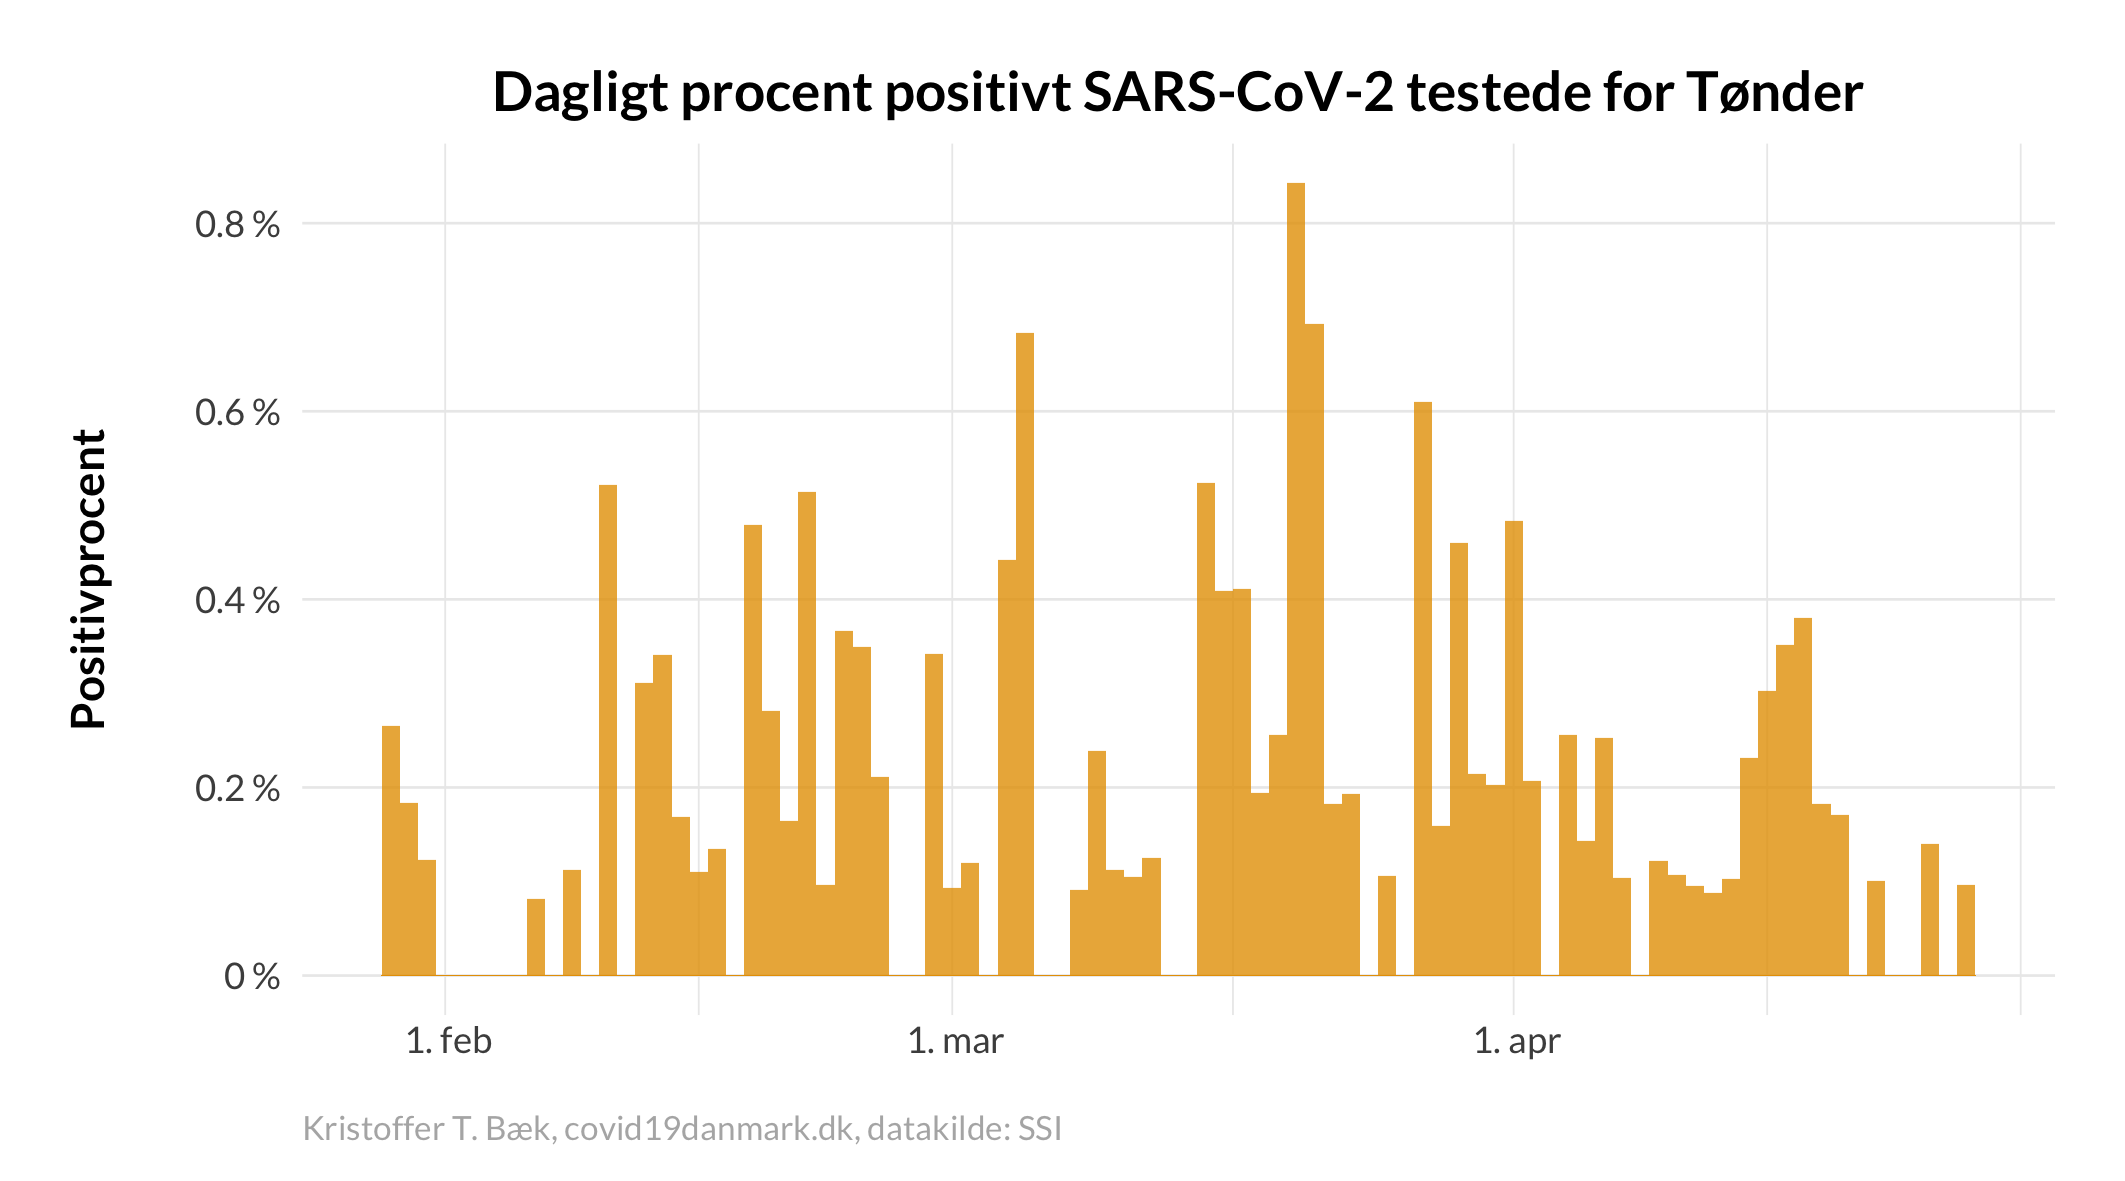 Dagligt procent positivt SARS-CoV-2 testede for Tønder
Positivprocent
0.8 %
0.6 %
0.4 %
0.2 %
0 %
1. feb
1. mar
1. apr
Kristoffer T. Bæk, covid19danmark.dk, datakilde: SSI